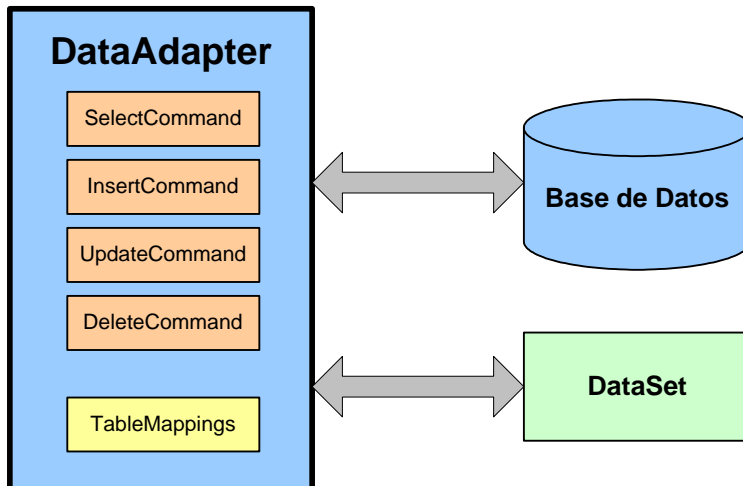 DataAdapter
SelectCommand
InsertCommand
UpdateCommand
DeleteCommand
TableMappings
Base de Datos
DataSet